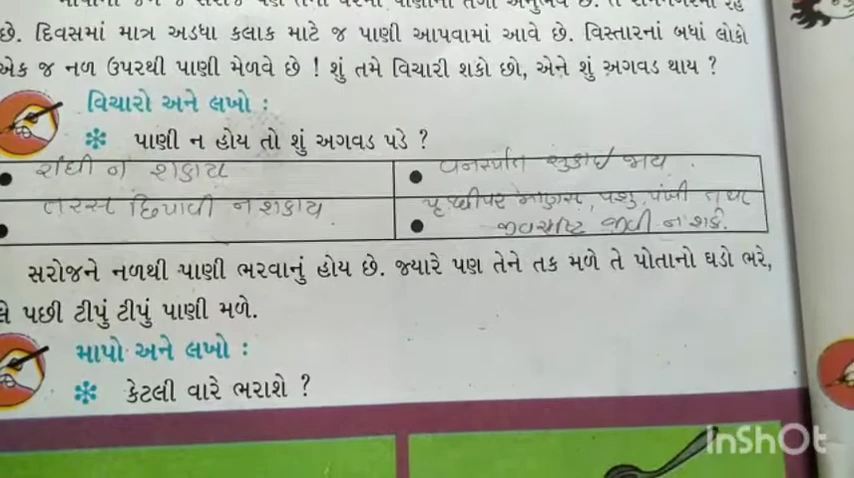 છે. દિવસમાં માત્ર અડધા કલાક માટે જ પાણી આપવામાં આવે છે. વિસ્તારનાં બધાં લોકો
એક જ નળ ઉપરથી પાણી મેળવે છે ! શું તમે વિચારી શકો છો, એને શું અગવડ થાય ?
વિચારો અને લખો :
પાણી ન હોય તો શું અગવડ પડે ?
રાંધી ન શકાય
વનસ્પતિ સુકાઈ જાય .
તરસ છિપાવી ન શકાય
પૃથ્વીપર માણસ, પશુ, પંખી તથા
જીવસૃષ્ટિ જીવી ન શકે.
સરોજને નળથી પાણી ભરવાનું હોય છે. જ્યારે પણ તેને તક મળે તે પોતાનો ઘડો ભરે,
પછી ટીપું ટીપું પાણી મળે.
માપો અને લખો :
કેટલી વારે ભરાશે ?
InShOt